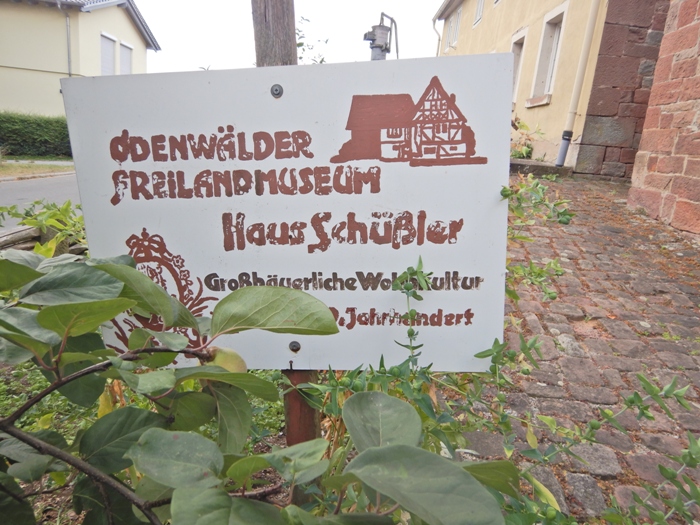 ODENWÄLDER
FREILANDMUSEUM
Haus Schüßler
Großbäuerliche Wohnkultur
Jahrhundert